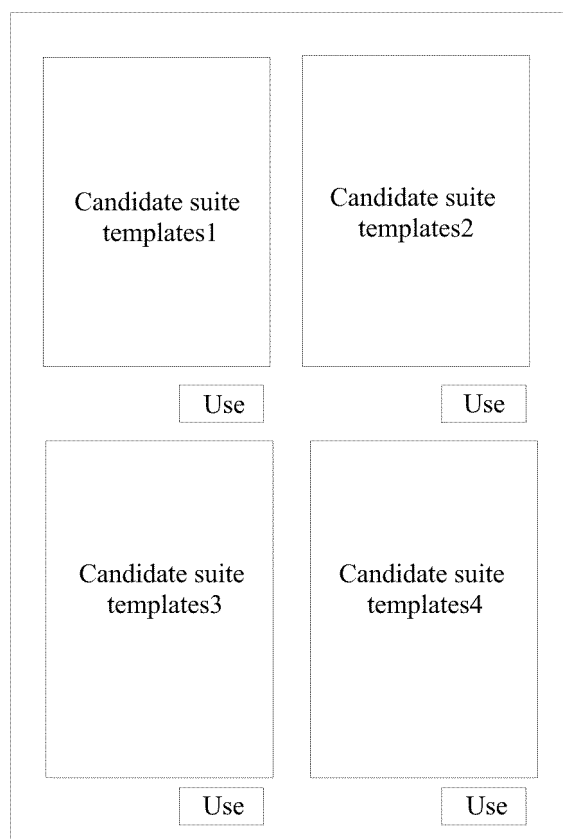 Candidate suite
templates1
Candidate suite
templates2
Use
Use
Candidate suite
templates3
Candidate suite
templates4
Use
Use